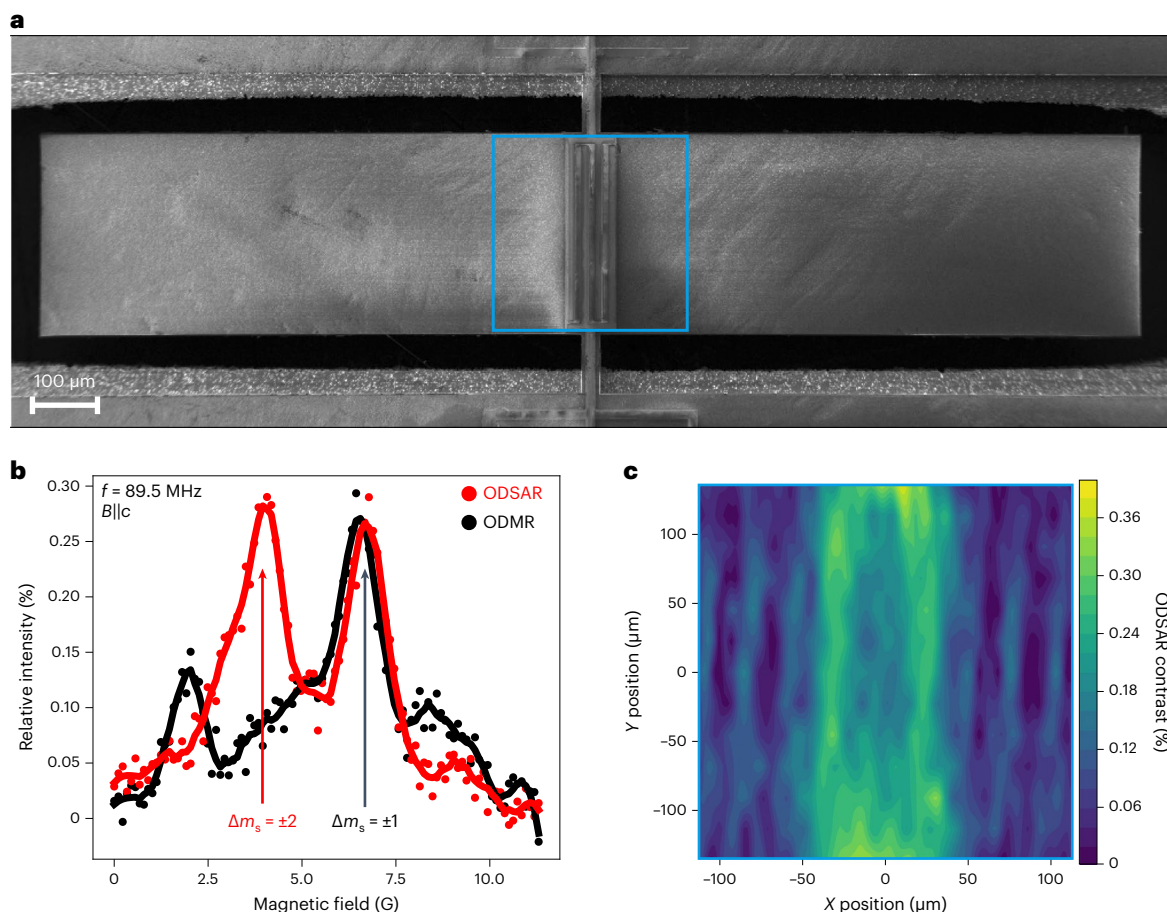 a
100 µm
b
f = 89.5 MHz
B||c
ODSAR
ODMR
0.30
0.25
0.20
0.15
0.10
0.05
0
Relative intensity (%)
Δmₛ = ±2
Δmₛ = ±1
0
2.5
5.0
7.5
10.0
Magnetic field (G)
c
100
50
0
−50
−100
Y position (µm)
−100
−50
0
50
100
X position (µm)
0.36
0.30
0.24
0.18
0.12
0.06
0
ODSAR contrast (%)